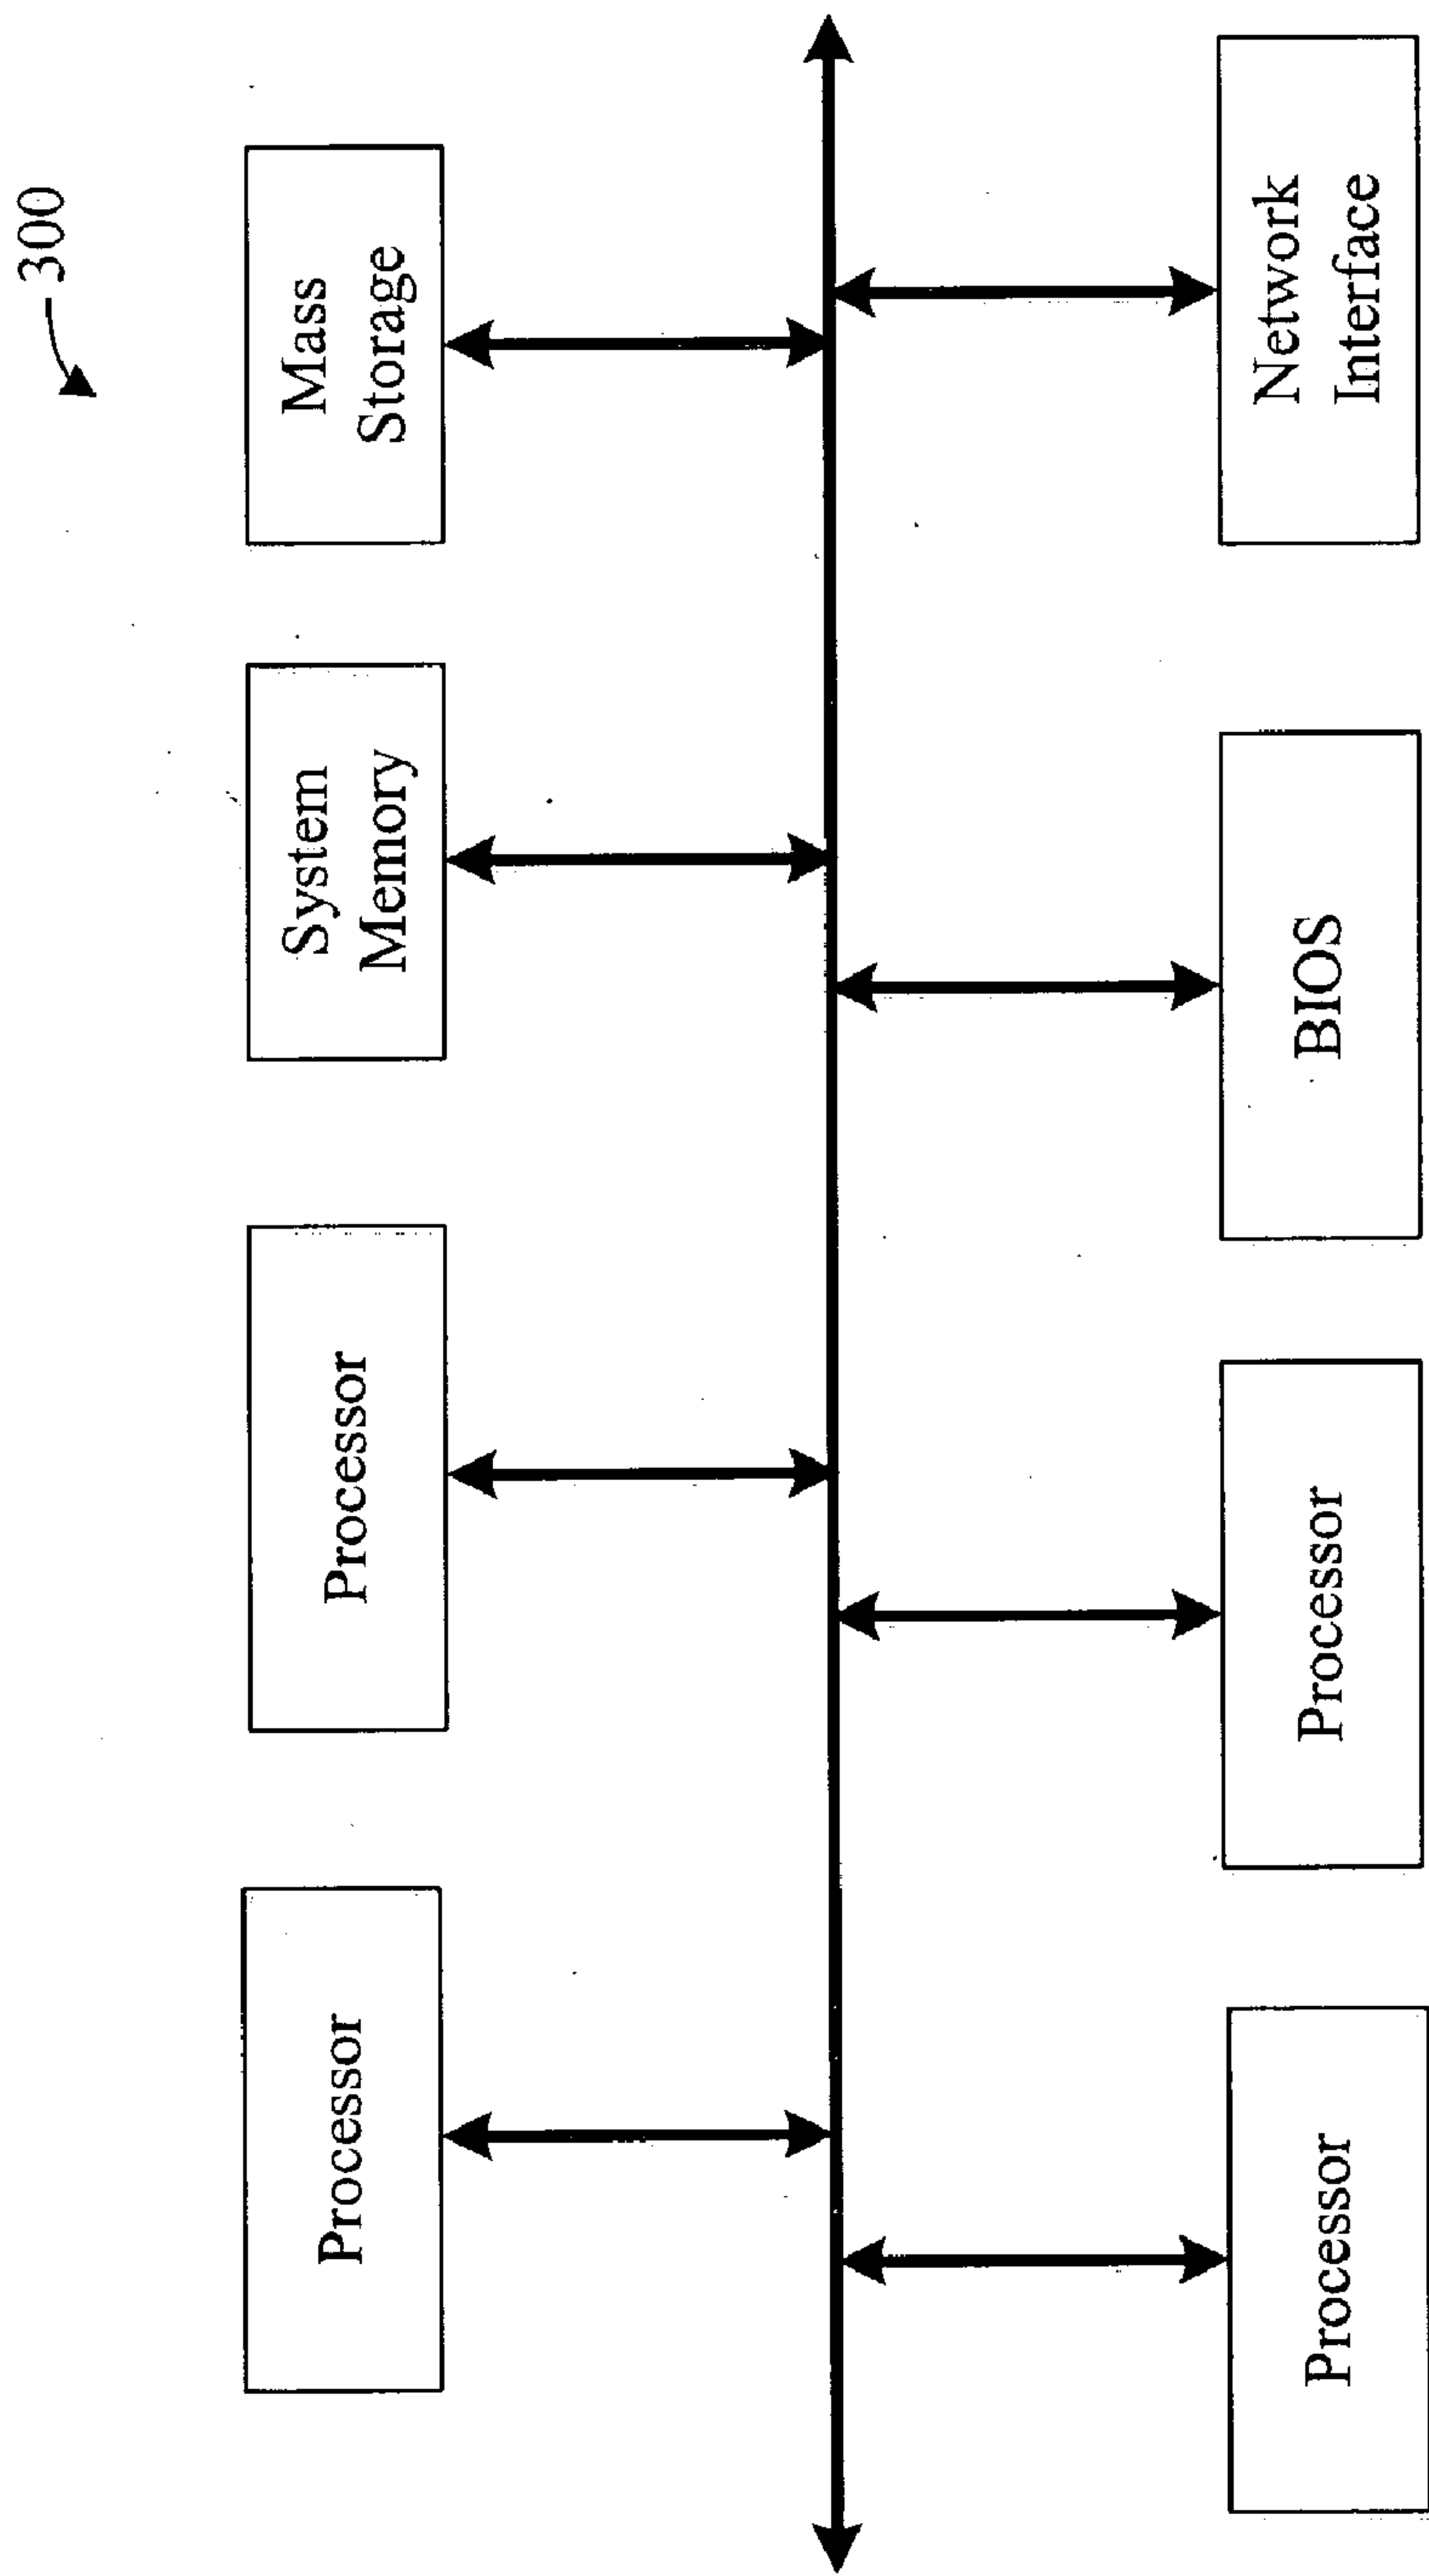 300
Processor
Processor
System
Memory
Mass
Storage
Processor
Processor
BIOS
Network
Interface